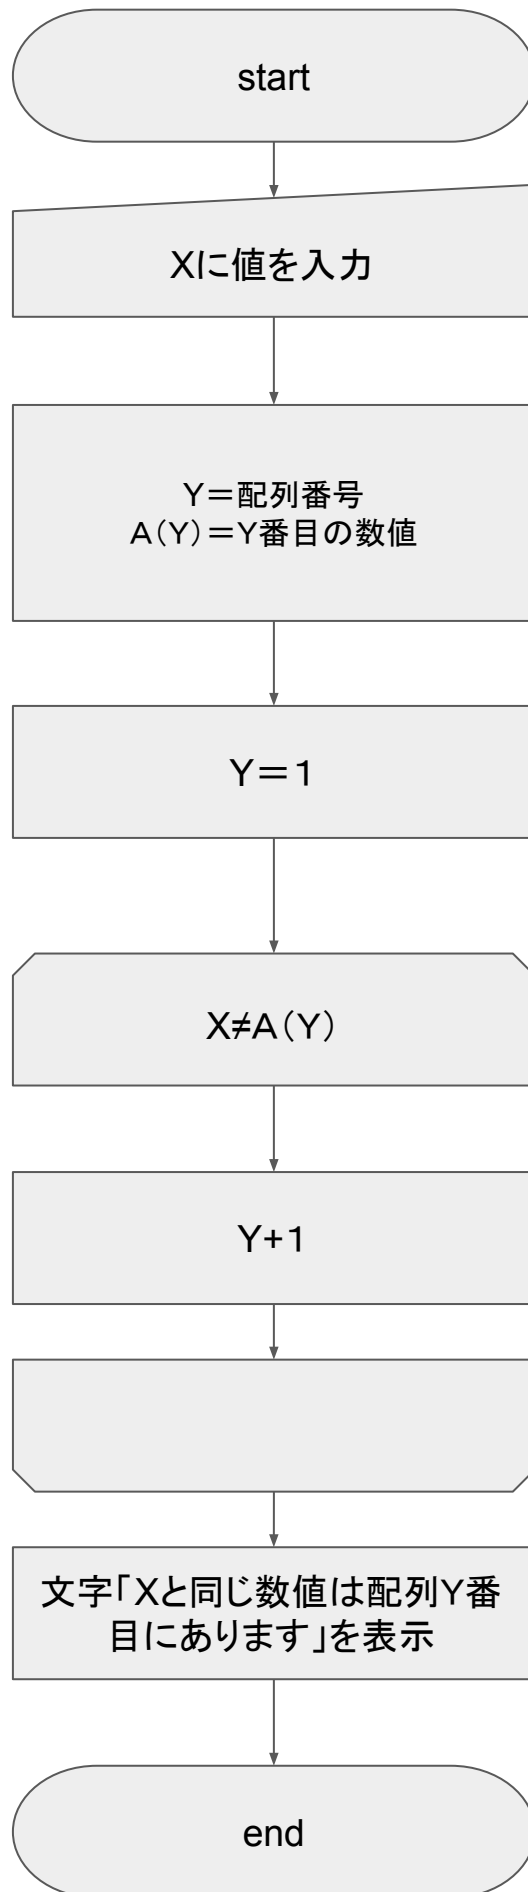 start
Xに値を入力
Y＝配列番号
A(Y)＝Y番目の数値
Y＝1
X≠A(Y)
Y+1
文字「Xと同じ数値は配列Y番
目にあります」を表示
end